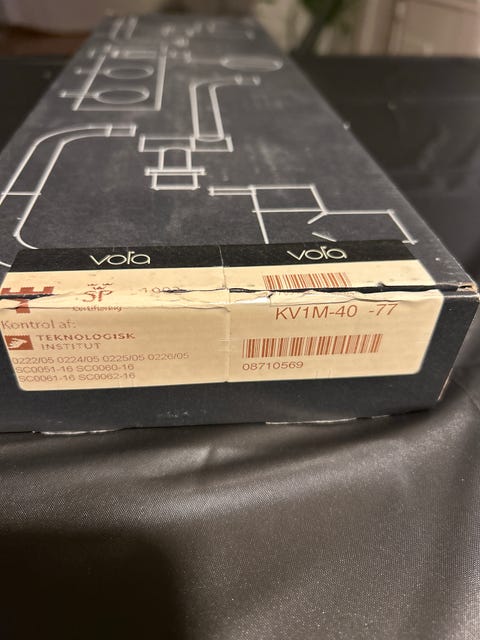 vola
vola
SP
KV1M-40 -77
Kontrol af:
TEKNOLOGISK
INSTITUT
0222/05 0224/05 0225/05 0226/05
SC0051-16 SC0060-16
SC0061-16 SC0062-16
08710569